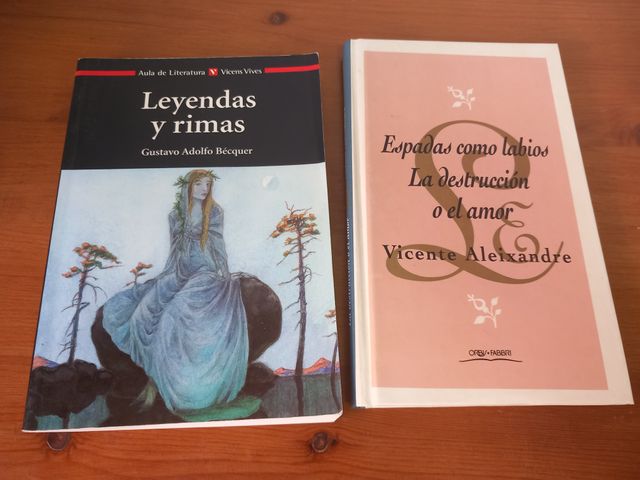 Aula de Literatura V Vicens Vives
Leyendas
y rimas
Gustavo Adolfo Bécquer
Espadas como labios
La destrucción
o el amor
Vicente Aleixandre
ORBIS•FABBRI